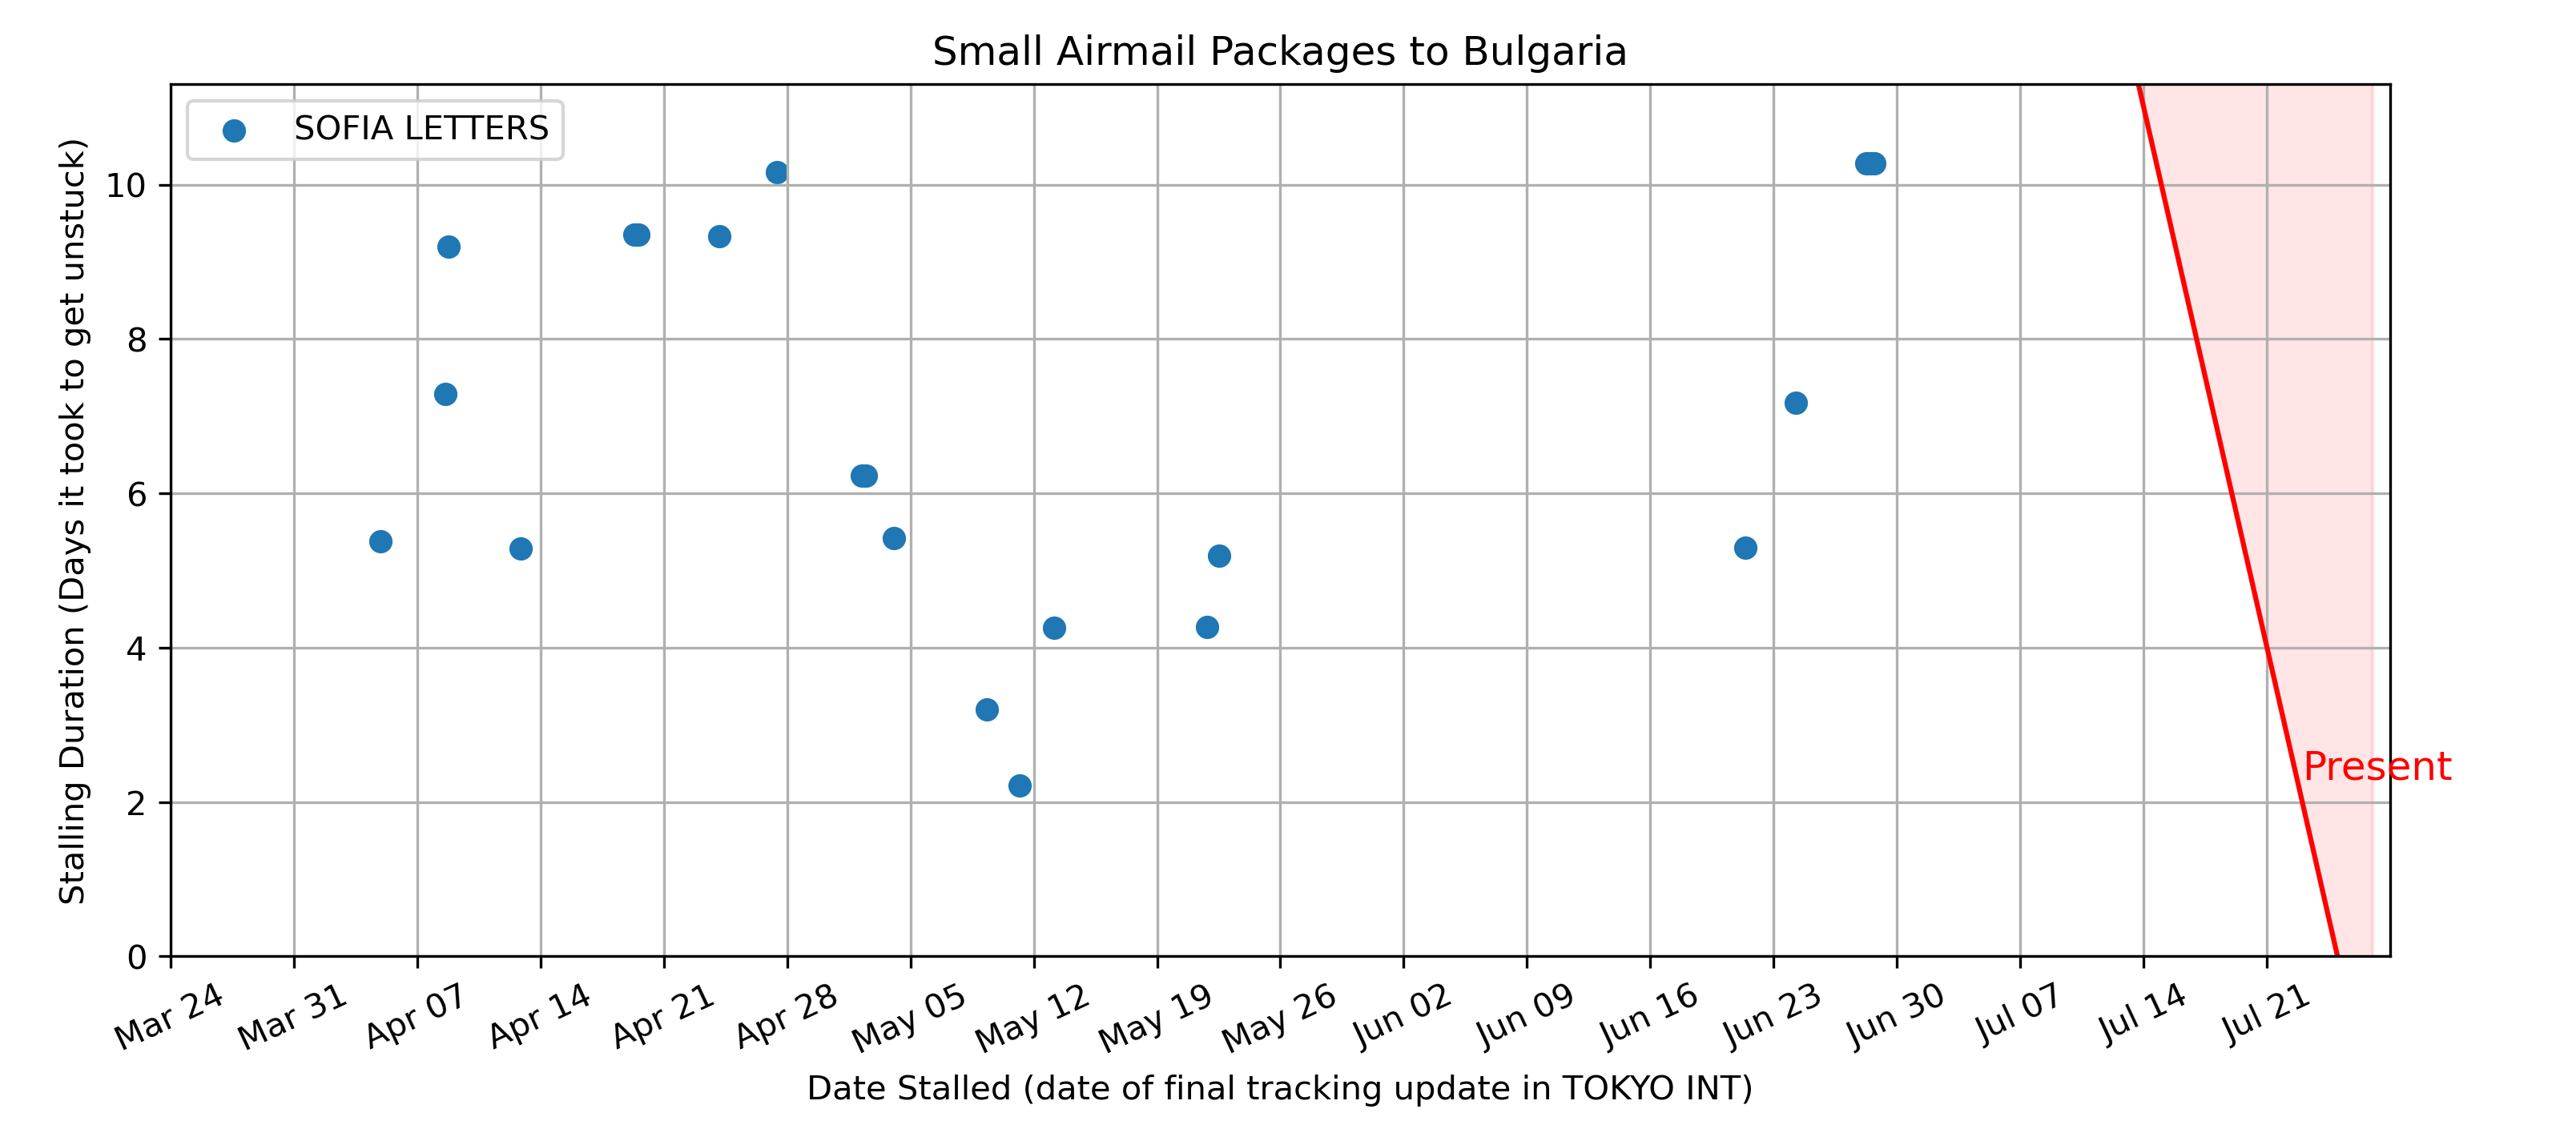 Small Airmail Packages to Bulgaria
SOFIA LETTERS
Stalling Duration (Days it took to get unstuck)
10
8
6
4
2
0
Present
Mar 24
Mar 31
Apr 07
Apr 14
Apr 21
Apr 28
May 05
May 12
May 19
May 26
Jun 02
Jun 09
Jun 16
Jun 23
Jun 30
Jul 07
Jul 14
Jul 21
Date Stalled (date of final tracking update in TOKYO INT)